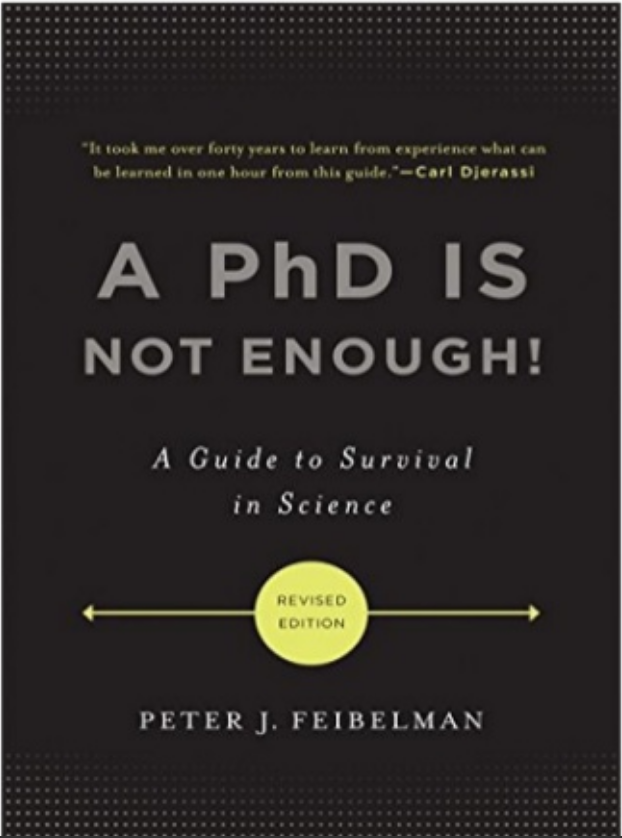 "It took me over forty years to learn from experience what can
be learned in one hour from this guide."—Carl Djerassi
A PhD IS
NOT ENOUGH!
A Guide to Survival
in Science
REVISED
EDITION
PETER J. FEIBELMAN